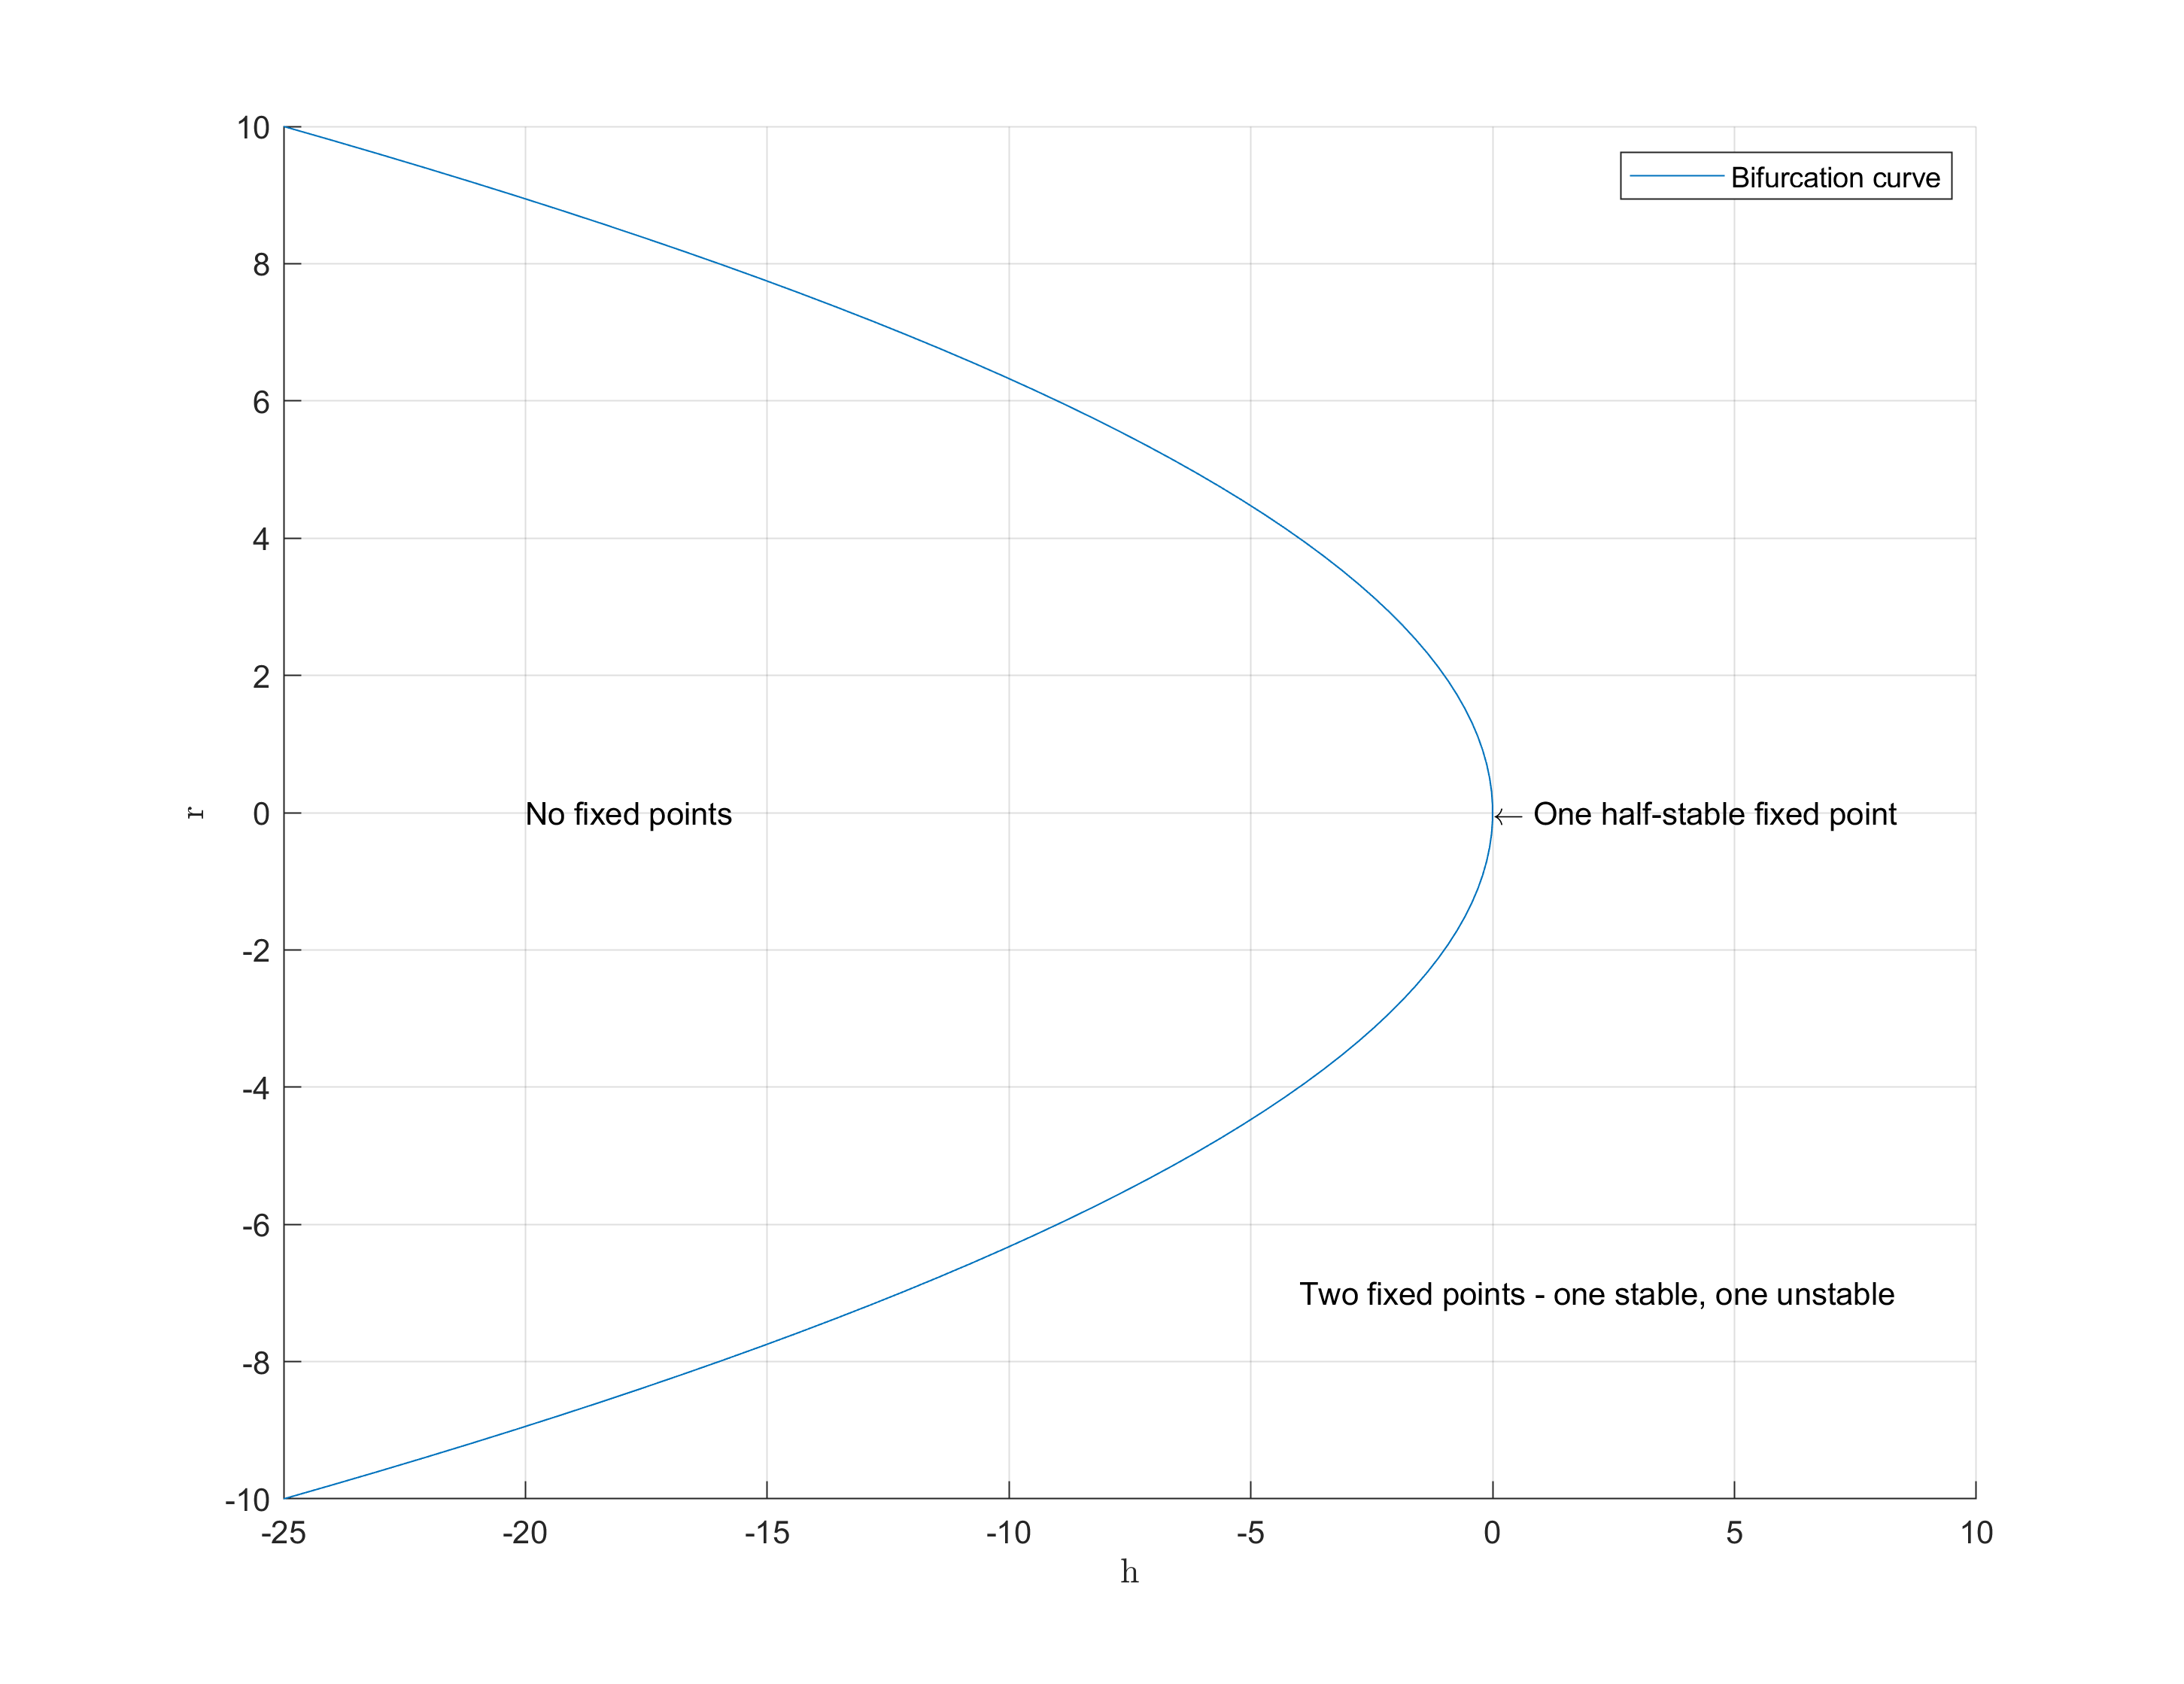 10
Bifurcation curve
8
6
4
2
r
0
No fixed points
← One half-stable fixed point
-2
-4
-6
Two fixed points - one stable, one unstable
-8
-10
-25 -20 -15 -10 -5 0 5 10
h